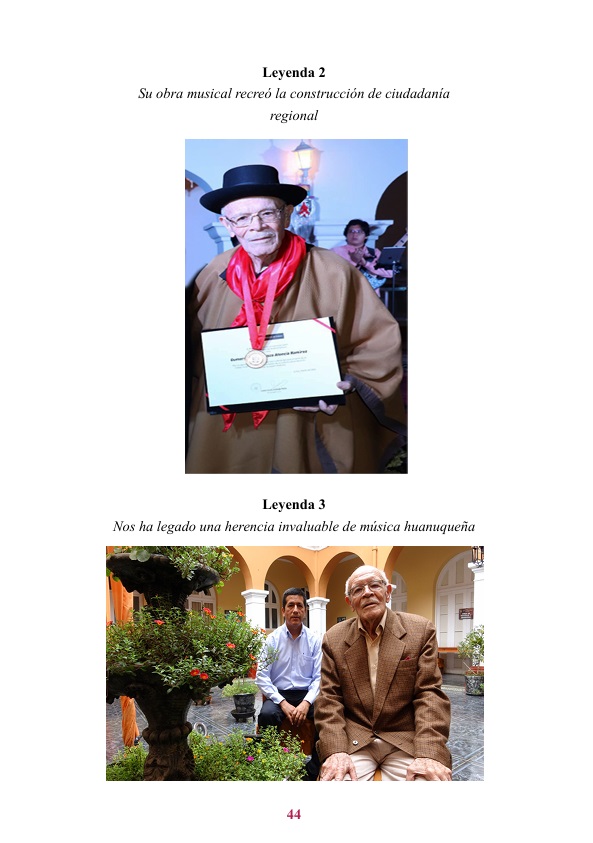 Leyenda 2
Su obra musical recreó la construcción de ciudadanía
regional
Leyenda 3
Nos ha legado una herencia invaluable de música huanuqueña
44